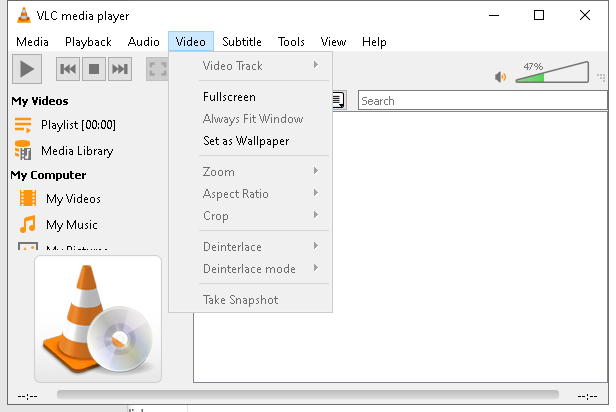 VLC media player
Media Playback Audio Video Subtitle Tools View Help
Video Track
47%
Fullscreen
Search
My Videos
Always Fit Window
Playlist [00:00]
Set as Wallpaper
Media Library
Zoom
My Computer
Aspect Ratio
My Videos
Crop
My Music
Deinterlace
My Pictures
Deinterlace mode
Take Snapshot
--:-- --:--